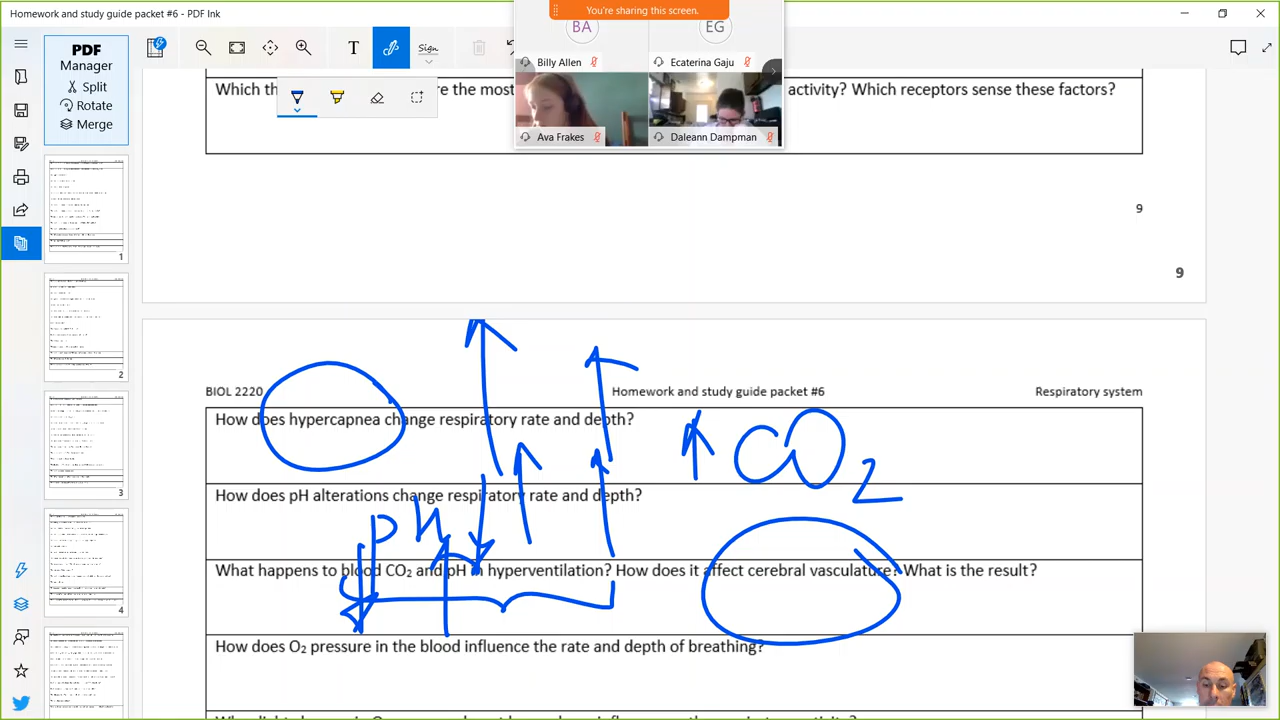 Homework and study guide packet #6 - PDF Ink
You're sharing this screen.
BA
EG
Billy Allen
Ecaterina Gaju
Ava Frakes
Daleann Dampman
PDF
Manager
Split
Rotate
Merge
T
Sign
1
2
3
4
Which th
re the most
activity? Which receptors sense these factors?
9
9
BIOL 2220
Homework and study guide packet #6
Respiratory system
How does hypercapnea change respiratory rate and depth?
CO2
How does pH alterations change respiratory rate and depth?
pH
What happens to blood CO₂ and pH in hyperventilation? How does it affect cerebral vasculature? What is the result?
How does O₂ pressure in the blood influence the rate and depth of breathing?